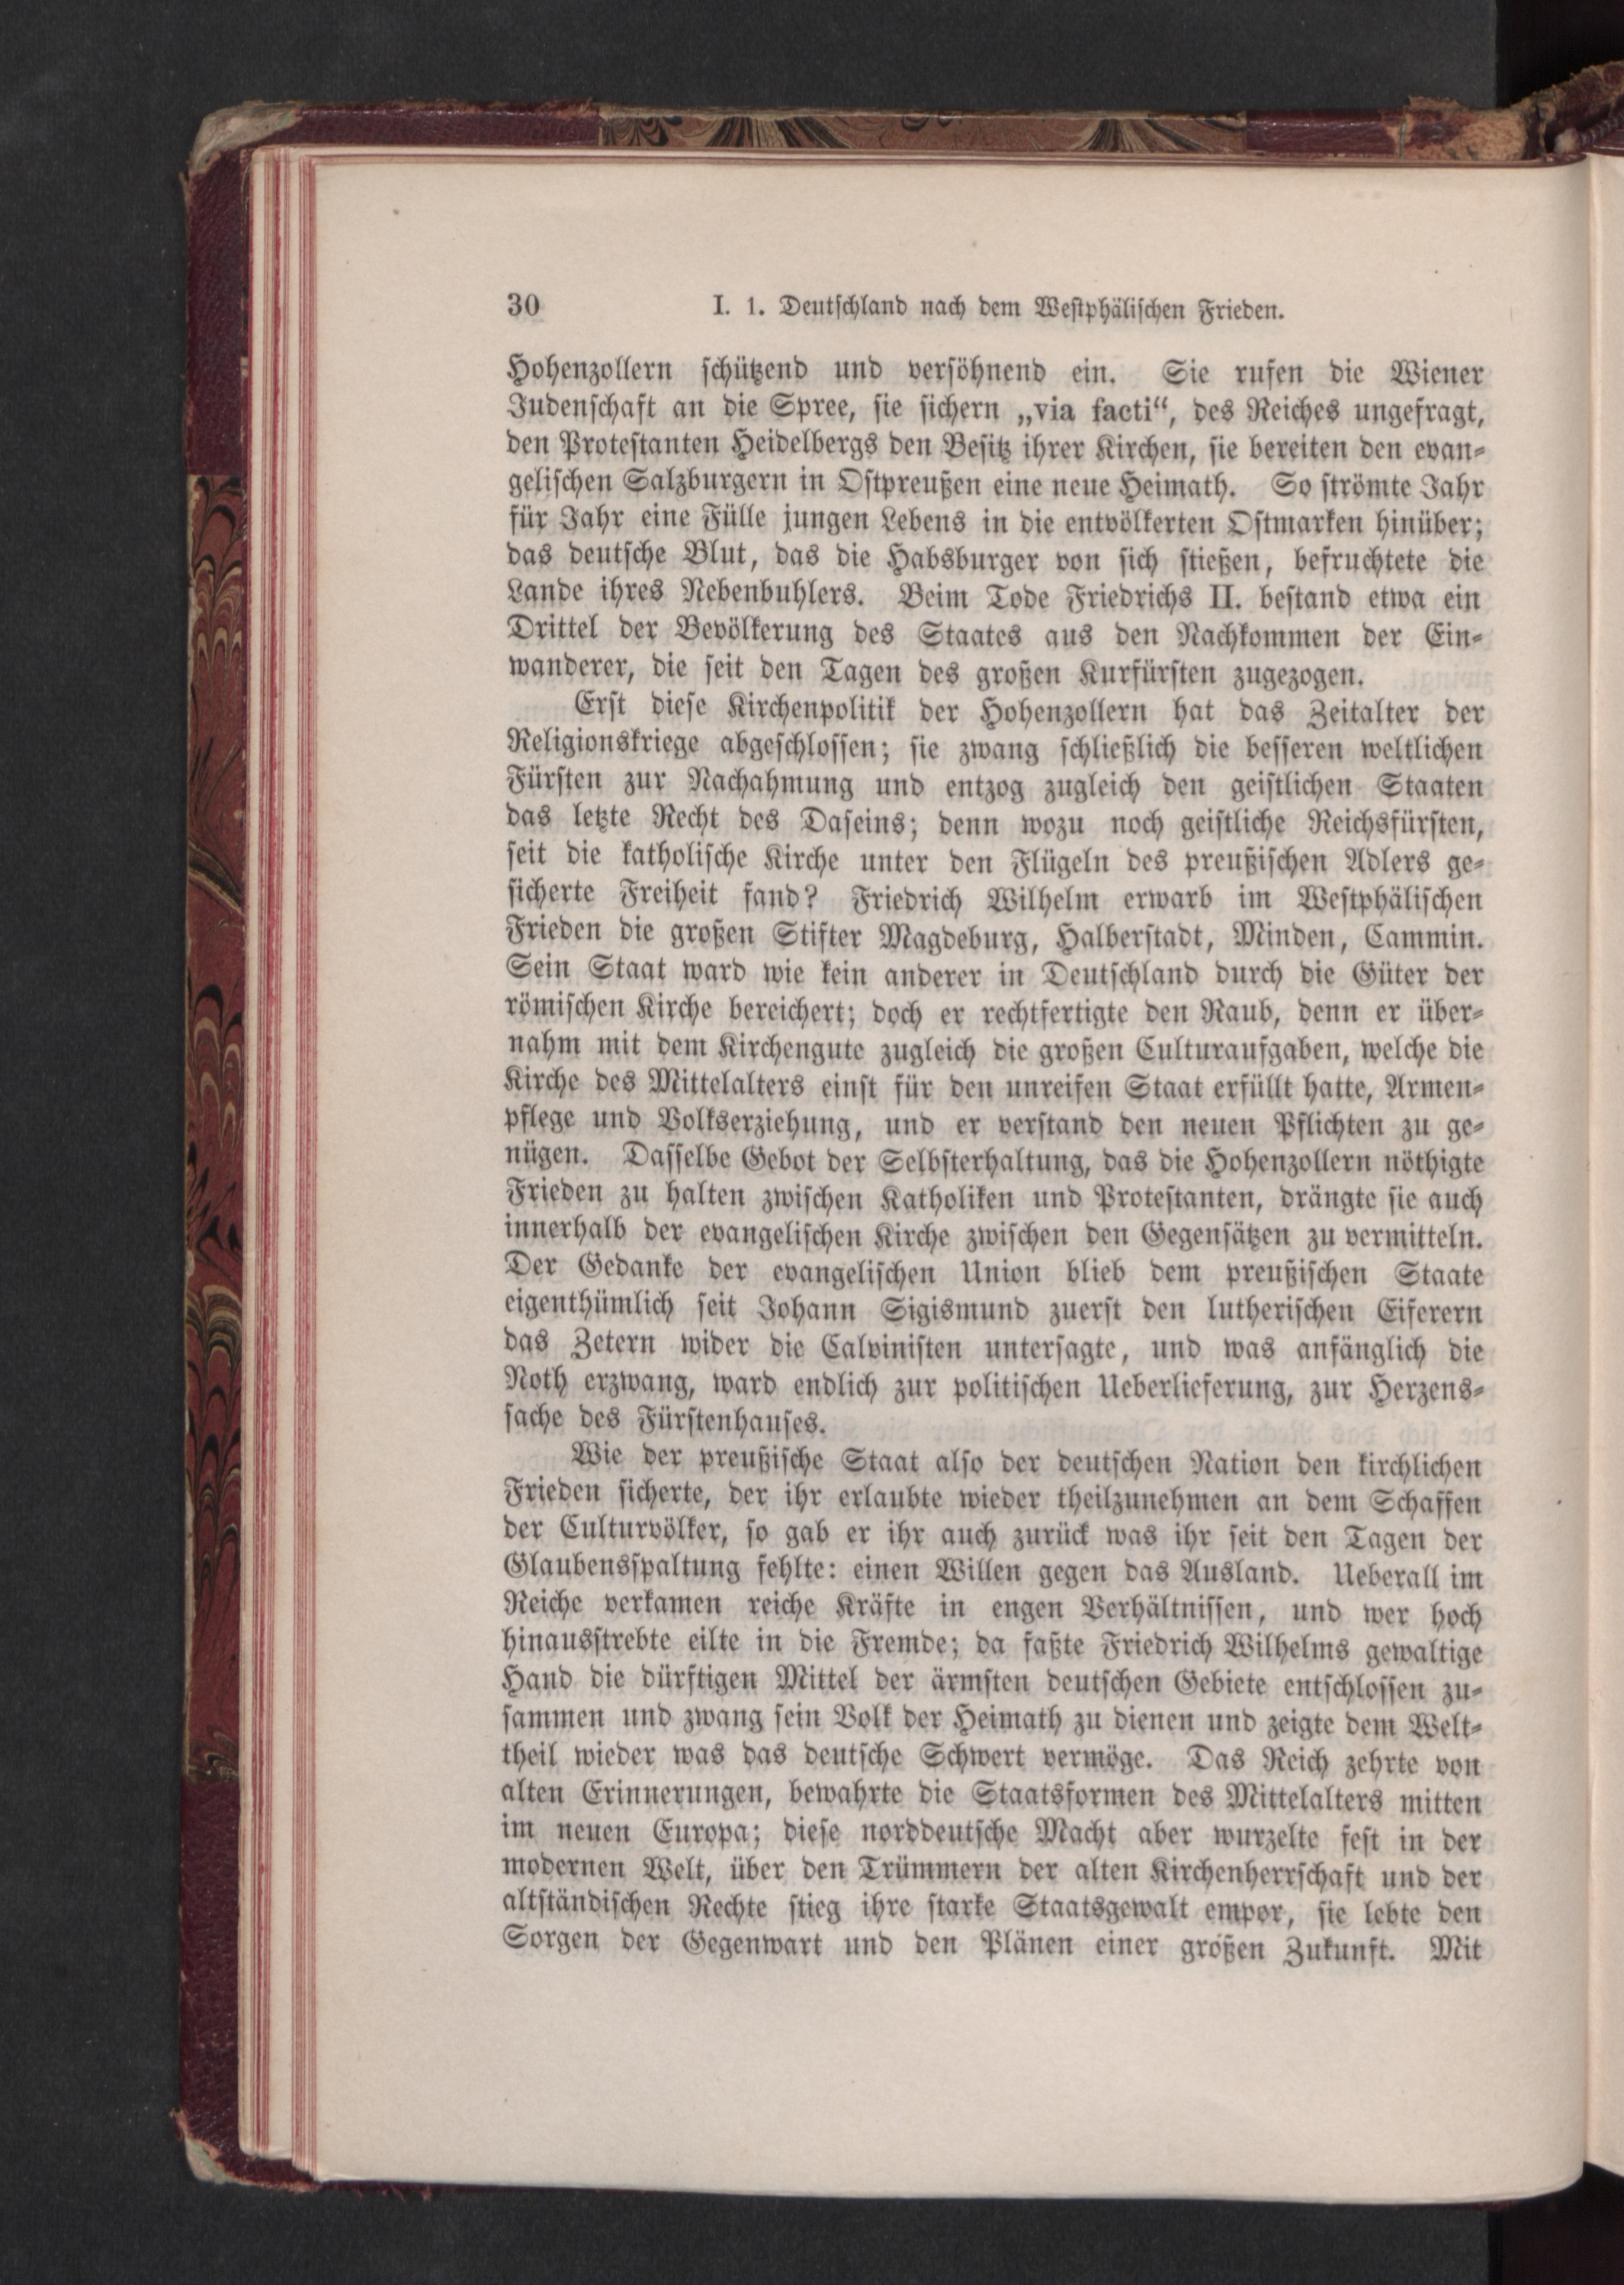 30 I. 1. Deutschland nach dem Westphälischen Frieden.
Hohenzollern schützend und versöhnend ein. Sie rufen die Wiener
Judenschaft an die Spree, sie sichern „via facti“, des Reiches ungefragt,
den Protestanten Heidelbergs den Besitz ihrer Kirchen, sie bereiten den evan-
gelischen Salzburgern in Ostpreußen eine neue Heimath. So strömte Jahr
für Jahr eine Fülle jungen Lebens in die entvölkerten Ostmarken hinüber;
das deutsche Blut, das die Habsburger von sich stießen, befruchtete die
Lande ihres Nebenbuhlers. Beim Tode Friedrichs II. bestand etwa ein
Drittel der Bevölkerung des Staates aus den Nachkommen der Ein-
wanderer, die seit den Tagen des großen Kurfürsten zugezogen.
Erst diese Kirchenpolitik der Hohenzollern hat das Zeitalter der
Religionskriege abgeschlossen; sie zwang schließlich die besseren weltlichen
Fürsten zur Nachahmung und entzog zugleich den geistlichen Staaten
das letzte Recht des Daseins; denn wozu noch geistliche Reichsfürsten,
seit die katholische Kirche unter den Flügeln des preußischen Adlers ge-
sicherte Freiheit fand? Friedrich Wilhelm erwarb im Westphälischen
Frieden die großen Stifter Magdeburg, Halberstadt, Minden, Cammin.
Sein Staat ward wie kein anderer in Deutschland durch die Güter der
römischen Kirche bereichert; doch er rechtfertigte den Raub, denn er über-
nahm mit dem Kirchengute zugleich die großen Culturaufgaben, welche die
Kirche des Mittelalters einst für den unreifen Staat erfüllt hatte, Armen-
pflege und Volkserziehung, und er verstand den neuen Pflichten zu ge-
nügen. Dasselbe Gebot der Selbsterhaltung, das die Hohenzollern nöthigte
Frieden zu halten zwischen Katholiken und Protestanten, drängte sie auch
innerhalb der evangelischen Kirche zwischen den Gegensätzen zu vermitteln.
Der Gedanke der evangelischen Union blieb dem preußischen Staate
eigenthümlich seit Johann Sigismund zuerst den lutherischen Eiferern
das Zetern wider die Calvinisten untersagte, und was anfänglich die
Noth erzwang, ward endlich zur politischen Ueberlieferung, zur Herzens-
sache des Fürstenhauses.
Wie der preußische Staat also der deutschen Nation den kirchlichen
Frieden sicherte, der ihr erlaubte wieder theilzunehmen an dem Schaffen
der Culturvölker, so gab er ihr auch zurück was ihr seit den Tagen der
Glaubensspaltung fehlte: einen Willen gegen das Ausland. Ueberall im
Reiche verkamen reiche Kräfte in engen Verhältnissen, und wer hoch
hinausstrebte eilte in die Fremde; da faßte Friedrich Wilhelms gewaltige
Hand die dürftigen Mittel der ärmsten deutschen Gebiete entschlossen zu-
sammen und zwang sein Volk der Heimath zu dienen und zeigte dem Welt-
theil wieder was das deutsche Schwert vermöge. Das Reich zehrte von
alten Erinnerungen, bewahrte die Staatsformen des Mittelalters mitten
im neuen Europa; diese norddeutsche Macht aber wurzelte fest in der
modernen Welt, über den Trümmern der alten Kirchenherrschaft und der
altständischen Rechte stieg ihre starke Staatsgewalt empor, sie lebte den
Sorgen der Gegenwart und den Plänen einer großen Zukunft. Mit